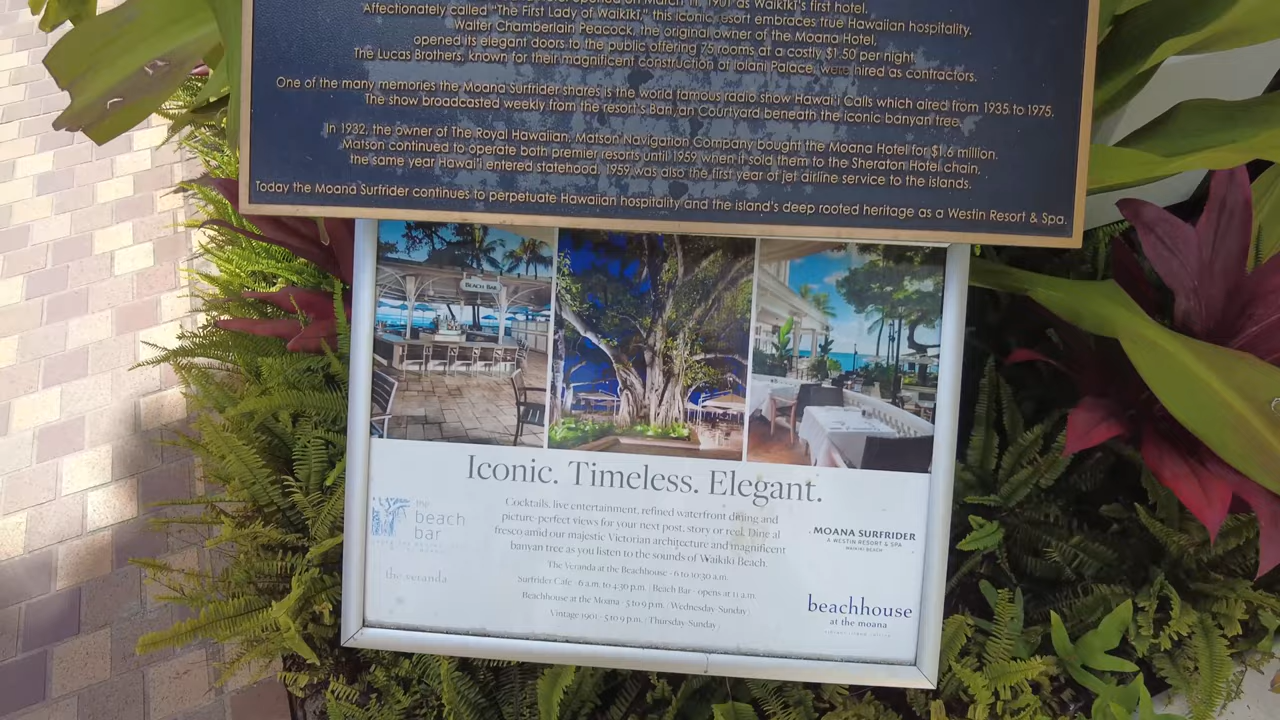 opened on March 11, 1901 as Waikiki's first hotel.
Affectionately called "The First Lady of Waikiki," this iconic resort embraces true Hawaiian hospitality.
Walter Chamberlain Peacock, the original owner of the Moana Hotel,
opened its elegant doors to the public offering 75 rooms at a costly $1.50 per night.
The Lucas Brothers, known for their magnificent construction of Iolani Palace, were hired as contractors.
One of the many memories the Moana Surfrider shares is the world famous radio show Hawai'i Calls which aired from 1935 to 1975.
The show broadcasted weekly from the resort's Banyan Courtyard beneath the iconic banyan tree.
In 1932, the owner of The Royal Hawaiian, Matson Navigation Company bought the Moana Hotel for $1.6 million.
Matson continued to operate both premier resorts until 1959 when it sold them to the Sheraton Hotel chain,
the same year Hawai'i entered statehood. 1959 was also the first year of jet airline service to the islands.
Today the Moana Surfrider continues to perpetuate Hawaiian hospitality and the island's deep rooted heritage as a Westin Resort & Spa.
BEACH BAR
Iconic. Timeless. Elegant.
Cocktails, live entertainment, refined waterfront dining and
picture-perfect views for your next post, story or reel. Dine al
fresco amid our majestic Victorian architecture and magnificent
banyan tree as you listen to the sounds of Waikiki Beach.
The Veranda at the Beachhouse · 6 to 10:30 a.m.
Surfrider Cafe · 6 a.m. to 4:30 p.m. | Beach Bar · opens at 11 a.m.
Beachhouse at the Moana · 5 to 9 p.m. | Wednesday-Sunday
Vintage 1901 · 5 to 9 p.m. | Thursday-Sunday
the
beach
bar
the veranda
MOANA SURFRIDER
A WESTIN RESORT & SPA
WAIKIKI BEACH
beachhouse
at the moana